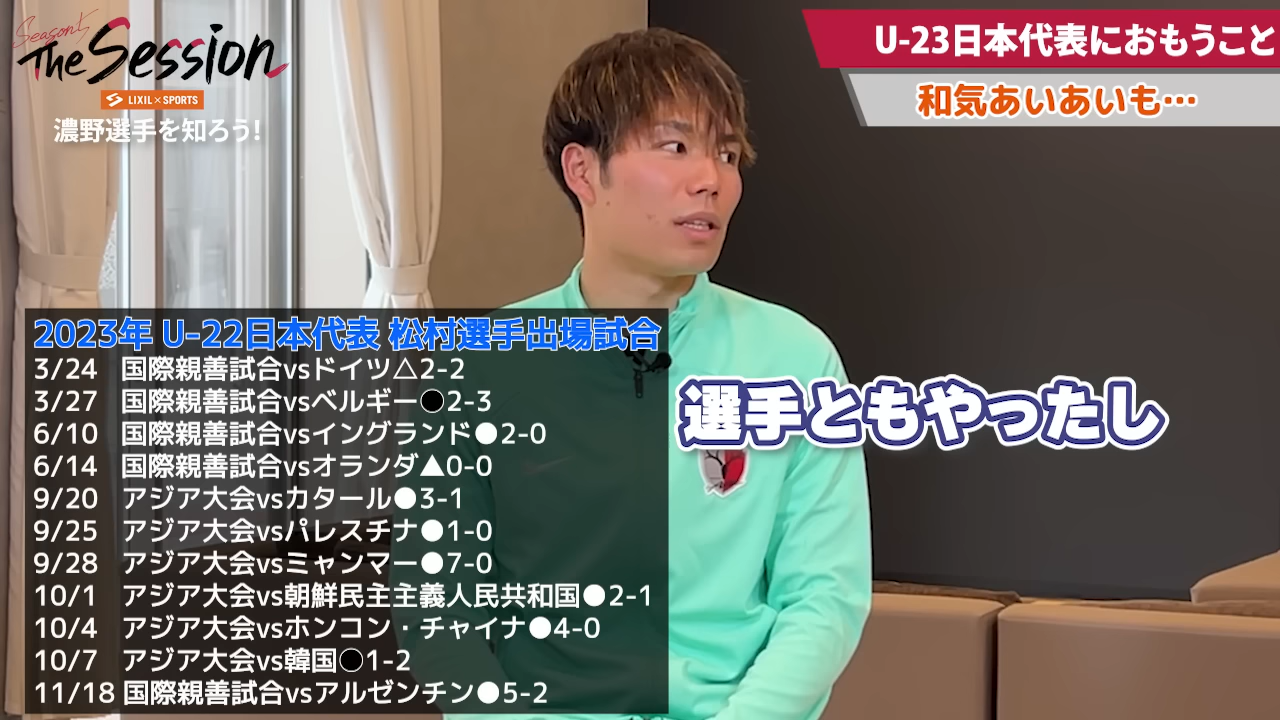 Season5
The Session
LIXIL×SPORTS
濃野選手を知ろう!
U-23日本代表におもうこと
和気あいあいも…
2023年 U-22日本代表 松村選手出場試合
3/24 国際親善試合vsドイツ△2-2
3/27 国際親善試合vsベルギー●2-3
6/10 国際親善試合vsイングランド●2-0
6/14 国際親善試合vsオランダ▲0-0
9/20 アジア大会vsカタール●3-1
9/25 アジア大会vsパレスチナ●1-0
9/28 アジア大会vsミャンマー●7-0
10/1 アジア大会vs朝鮮民主主義人民共和国●2-1
10/4 アジア大会vsホンコン・チャイナ●4-0
10/7 アジア大会vs韓国●1-2
11/18 国際親善試合vsアルゼンチン●5-2
選手ともやったし